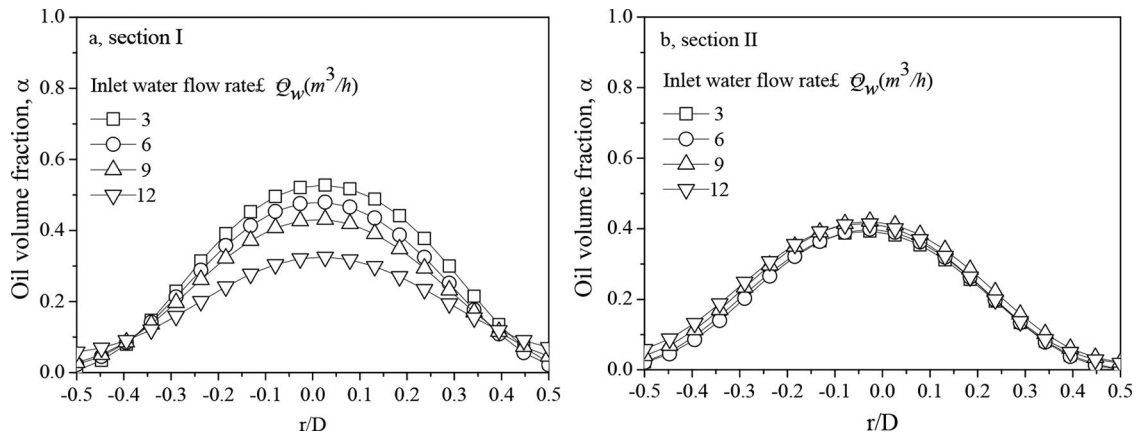 a, section I
Inlet water flow rate£ Qw(m³/h)
3
6
9
12
Oil volume fraction, α
1.0
0.8
0.6
0.4
0.2
0.0
-0.5 -0.4 -0.3 -0.2 -0.1 0.0 0.1 0.2 0.3 0.4 0.5
r/D
b, section II
Inlet water flow rate£ Qw(m³/h)
3
6
9
12
Oil volume fraction, α
1.0
0.8
0.6
0.4
0.2
0.0
-0.5 -0.4 -0.3 -0.2 -0.1 0.0 0.1 0.2 0.3 0.4 0.5
r/D